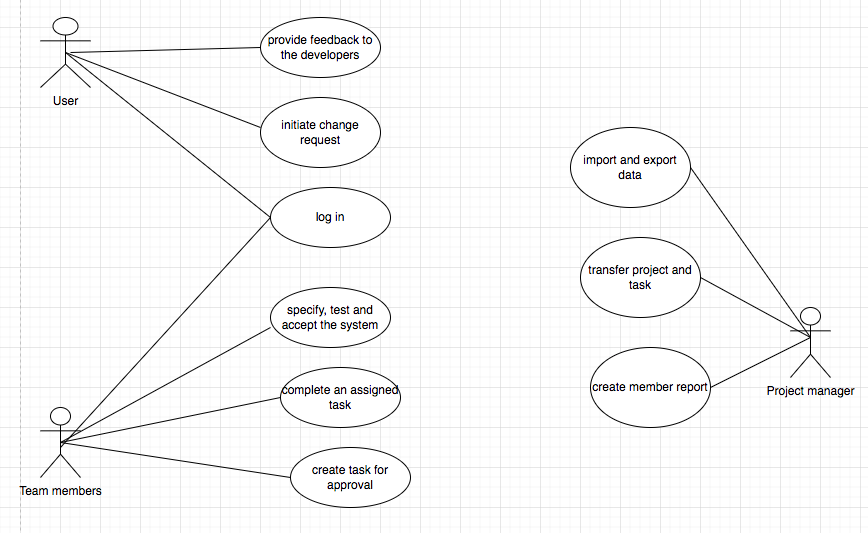 provide feedback to
the developers
User
initiate change
request
import and export
data
log in
transfer project and
task
specify, test and
accept the system
create member report
Project manager
complete an assigned
task
create task for
approval
Team members